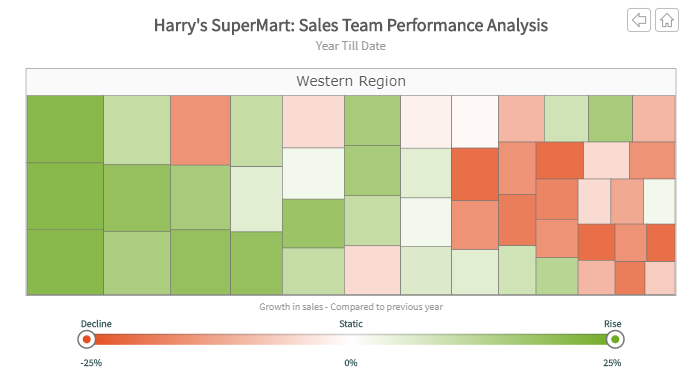 Harry's SuperMart: Sales Team Performance Analysis
Year Till Date
Western Region
Growth in sales - Compared to previous year
Decline Static Rise
-25% 0% 25%